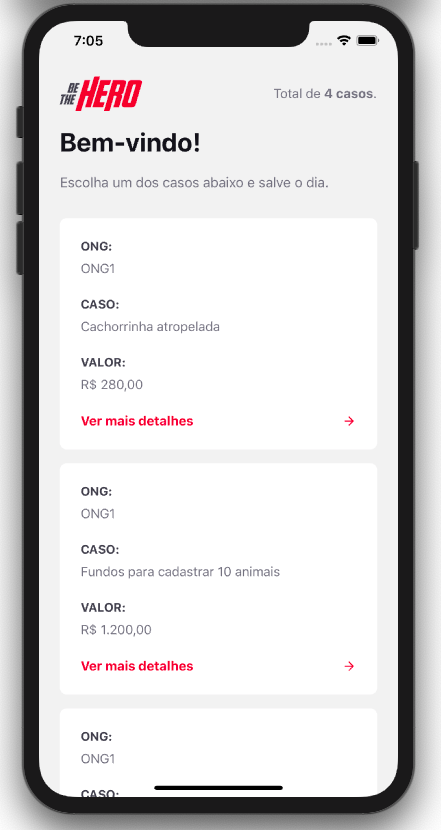 7:05
BE THE HERO
Total de 4 casos.
Bem-vindo!
Escolha um dos casos abaixo e salve o dia.
ONG:
ONG1
CASO:
Cachorrinha atropelada
VALOR:
R$ 280,00
Ver mais detalhes →
ONG:
ONG1
CASO:
Fundos para cadastrar 10 animais
VALOR:
R$ 1.200,00
Ver mais detalhes →
ONG:
ONG1
CASO: